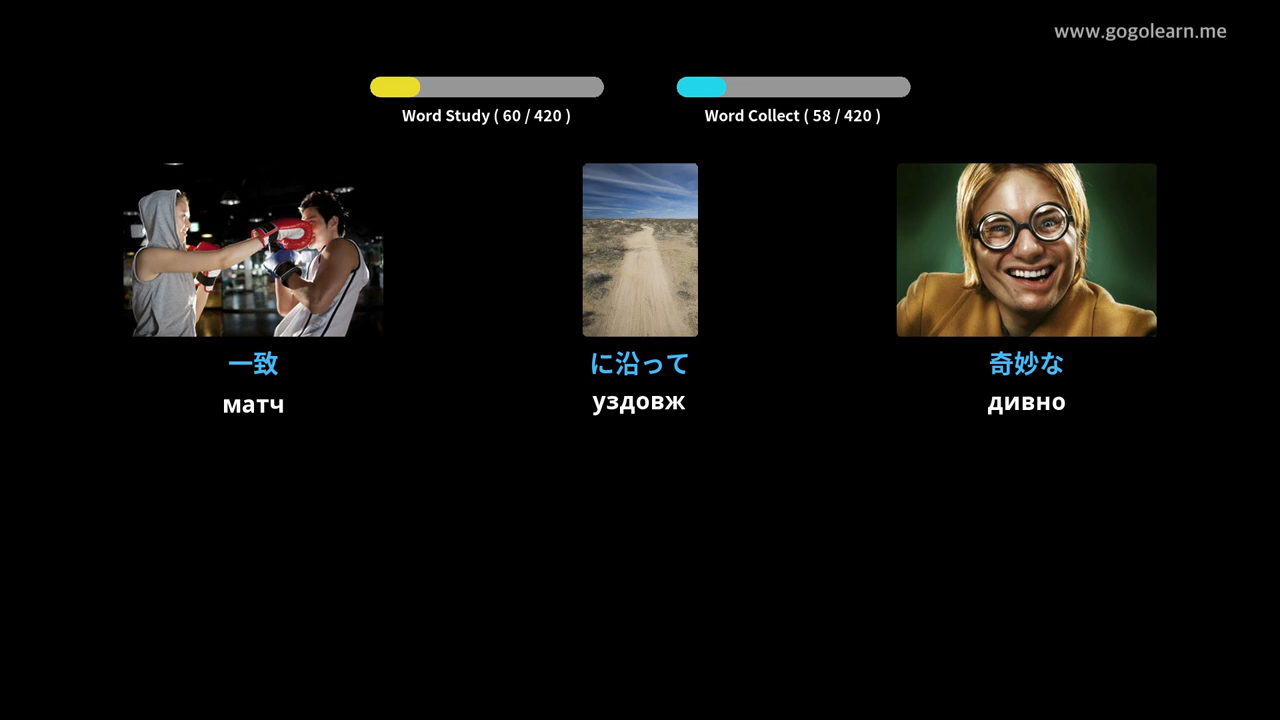 www.gogolearn.me
Word Study ( 60 / 420 )
Word Collect ( 58 / 420 )
一致
に沿って
奇妙な
матч
уздовж
дивно